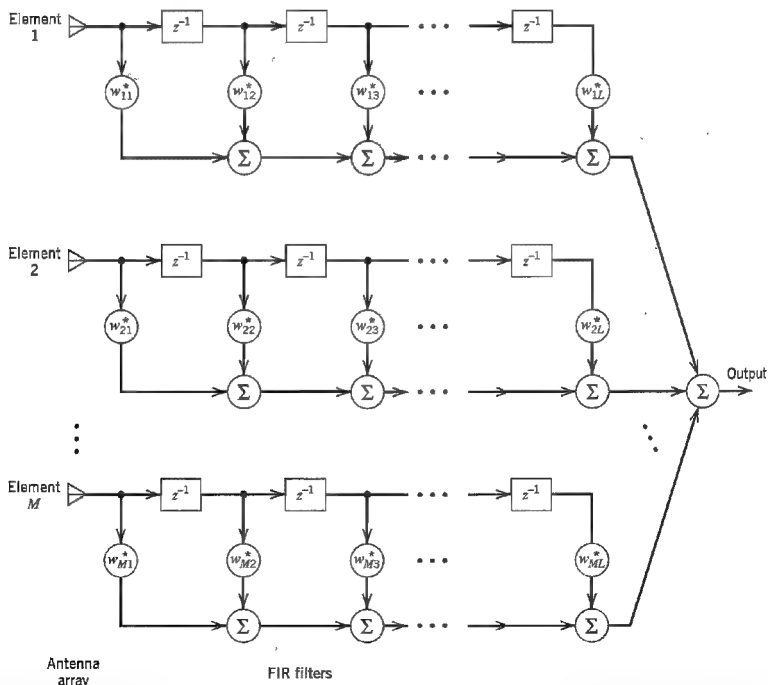 Element 1
z⁻¹ z⁻¹ • • • z⁻¹
w*₁₁ w*₁₂ w*₁₃ • • • w*₁L
Σ Σ • • • Σ
Element 2
z⁻¹ z⁻¹ • • • z⁻¹
w*₂₁ w*₂₂ w*₂₃ • • • w*₂L
Σ Σ • • • Σ Σ Output
Element M
z⁻¹ z⁻¹ • • • z⁻¹
w*M1 w*M2 w*M3 • • • w*ML
Σ Σ • • • Σ
Antenna array
FIR filters